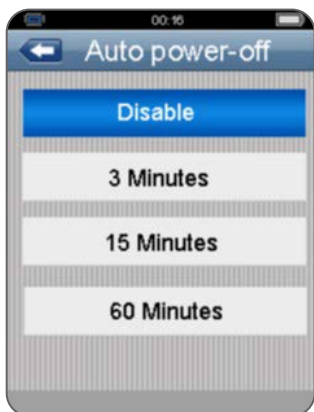 00:16
Auto power-off
Disable
3 Minutes
15 Minutes
60 Minutes